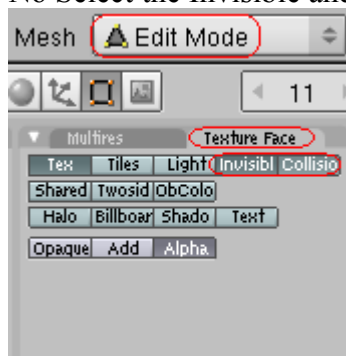 No Select the Invisible and
Mesh Edit Mode
11
Multires Texture Face
Tex Tiles Light Invisibl Collisio
Shared Twosid ObColo
Halo Billboar Shado Text
Opaque Add Alpha